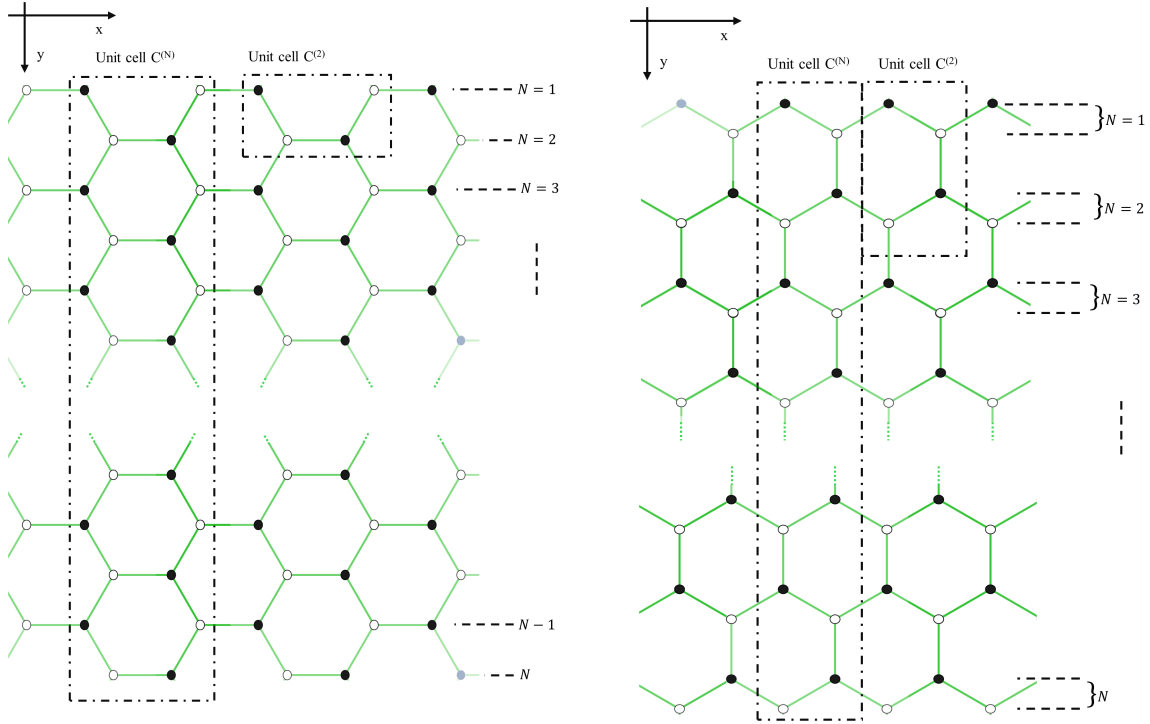 x
y
Unit cell C⁽ᴺ⁾
Unit cell C⁽²⁾
N = 1
N = 2
N = 3
N − 1
N
x
y
Unit cell C⁽ᴺ⁾
Unit cell C⁽²⁾
} N = 1
} N = 2
} N = 3
} N